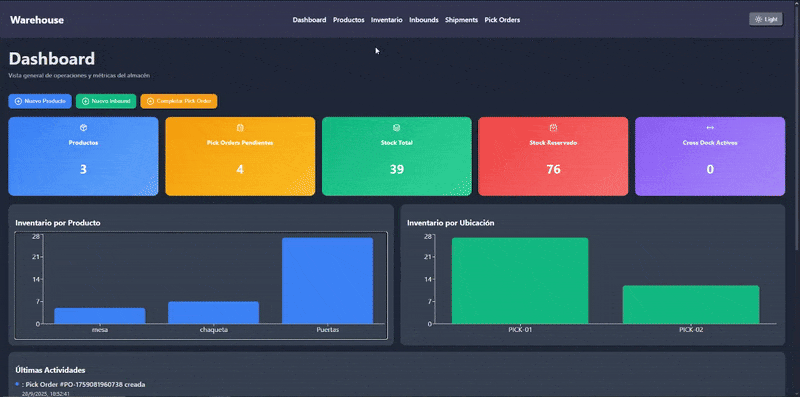 Warehouse
Dashboard Productos Inventario Inbounds Shipments Pick Orders
Light
Dashboard
Vista general de operaciones y métricas del almacén
Nuevo Producto Nuevo Inbound Completar Pick Order
Productos
3
Pick Orders Pendientes
4
Stock Total
39
Stock Reservado
76
Cross Dock Activos
0
Inventario por Producto
28
21
14
7
0
mesa chaqueta Puertas
Inventario por Ubicación
28
21
14
7
0
PICK-01 PICK-02
Últimas Actividades
: Pick Order #PO-1759081960738 creada
28/9/2025, 18:52:41